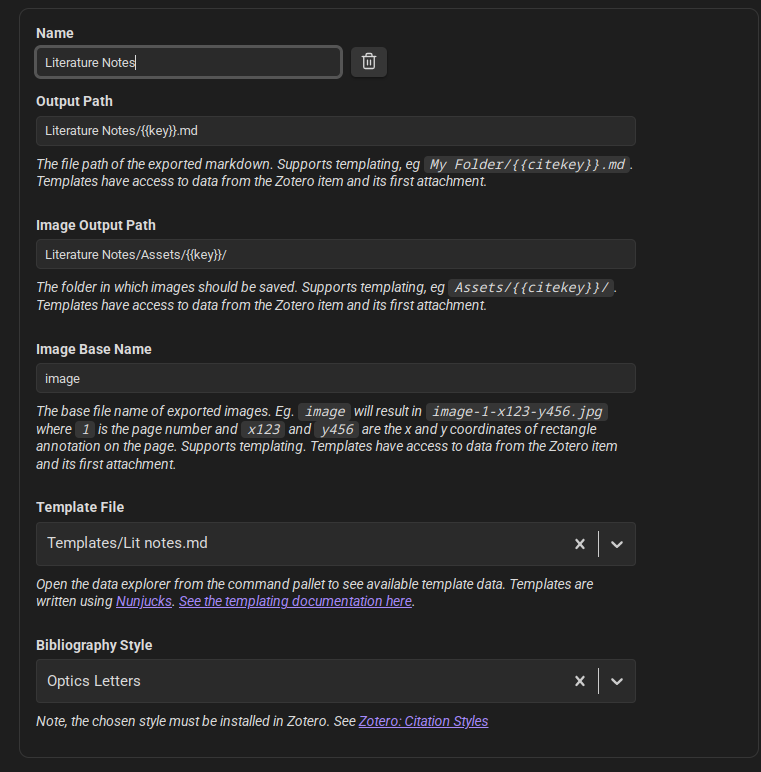 Name
Literature Notes
Output Path
Literature Notes/{{key}}.md
The file path of the exported markdown. Supports templating, eg My Folder/{{citekey}}.md.
Templates have access to data from the Zotero item and its first attachment.
Image Output Path
Literature Notes/Assets/{{key}}/
The folder in which images should be saved. Supports templating, eg Assets/{{citekey}}/.
Templates have access to data from the Zotero item and its first attachment.
Image Base Name
image
The base file name of exported images. Eg. image will result in image-1-x123-y456.jpg
where 1 is the page number and x123 and y456 are the x and y coordinates of rectangle
annotation on the page. Supports templating. Templates have access to data from the Zotero item
and its first attachment.
Template File
Templates/Lit notes.md
Open the data explorer from the command pallet to see available template data. Templates are
written using Nunjucks. See the templating documentation here.
Bibliography Style
Optics Letters
Note, the chosen style must be installed in Zotero. See Zotero: Citation Styles